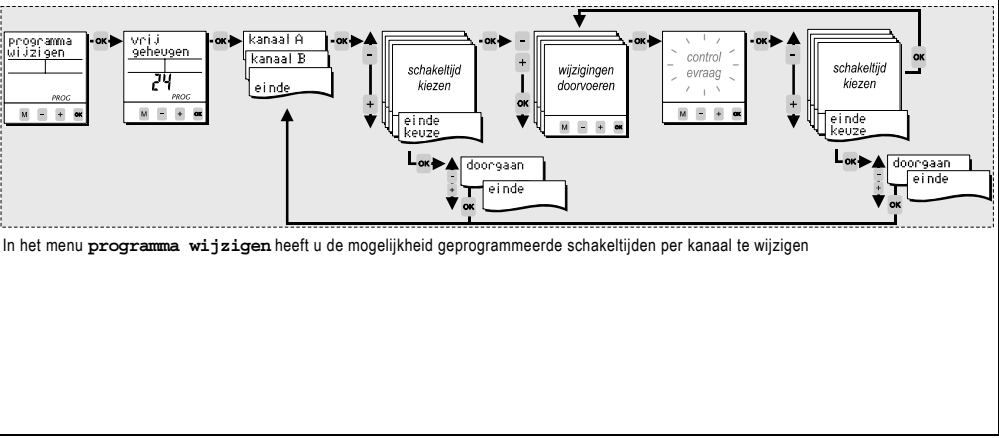 programma
wijzigen
PROG
M - + OK
OK
vrij
geheugen
24
PROG
M - + OK
OK
kanaal A
kanaal B
einde
OK
-
+
schakeltijd
kiezen
einde
keuze
OK
-
+
doorgaan
einde
OK
OK
-
+
OK
wijzigingen
doorvoeren
M - + OK
OK
control
evraag
M - + OK
OK
-
+
schakeltijd
kiezen
einde
keuze
OK
OK
-
+
doorgaan
einde
OK
In het menu programma wijzigen heeft u de mogelijkheid geprogrammeerde schakeltijden per kanaal te wijzigen